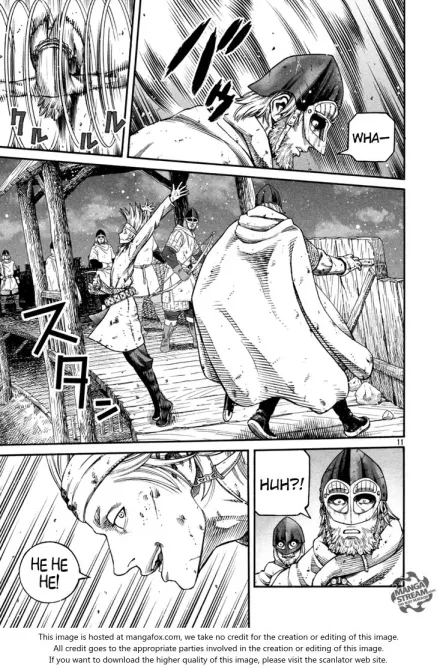 クル
クル
バッ
WHA—
スタン
11
HUH?!
HE HE
HE!
MANGA
STREAM
This image is hosted at mangafox.com, we take no credit for the creation or editing of this image.
All credit goes to the appropriate parties involved in the creation or editing of this image.
If you want to download the higher quality of this image, please visit the scanlator web site.